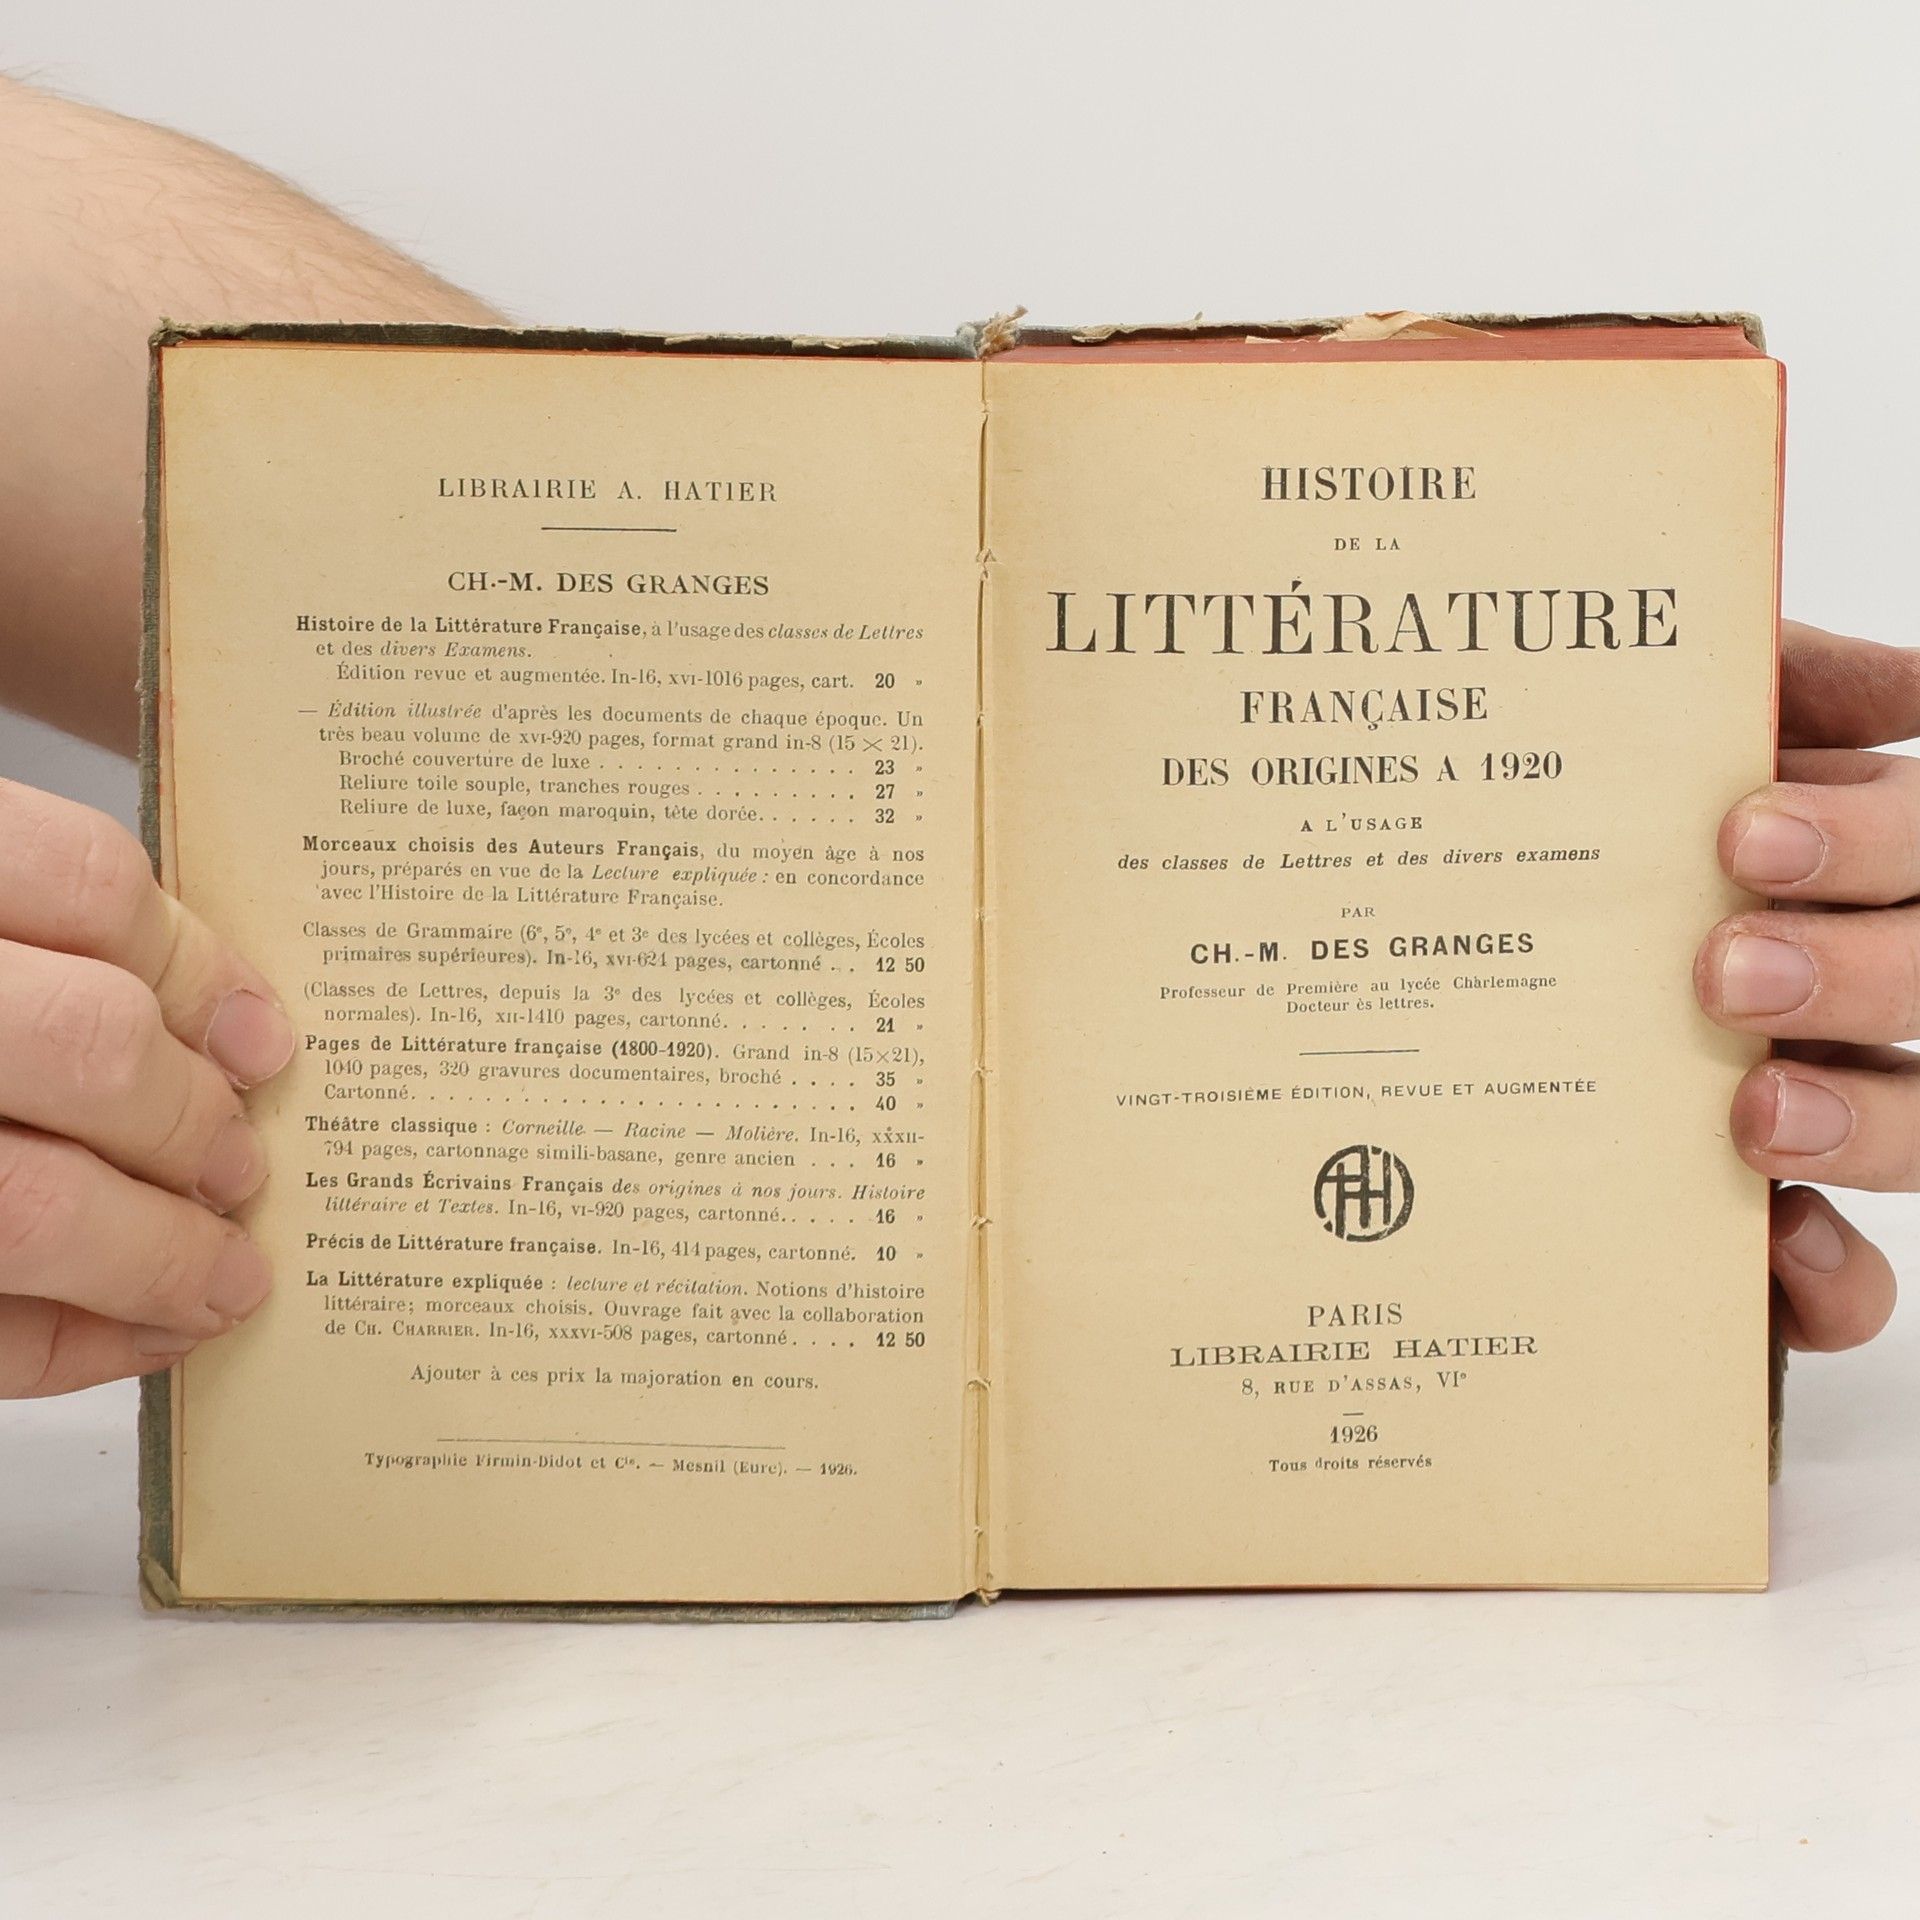 LIBRAIRIE A. HATIER
CH.-M. DES GRANGES
Histoire de la Littérature Française, à l'usage des classes de Lettres
et des divers Examens.
Édition revue et augmentée. In-16, XVI-1016 pages, cart. 20 »
— Édition illustrée d'après les documents de chaque époque. Un
très beau volume de XVI-920 pages, format grand in-8 (15 × 21).
Broché couverture de luxe . . . . . . . . . . . . . . 23 »
Reliure toile souple, tranches rouges . . . . . . . . . 27 »
Reliure de luxe, façon maroquin, tête dorée. . . . . . 32 »
Morceaux choisis des Auteurs Français, du moyen âge à nos
jours, préparés en vue de la Lecture expliquée : en concordance
avec l'Histoire de la Littérature Française.
Classes de Grammaire (6e, 5e, 4e et 3e des lycées et collèges, Écoles
primaires supérieures). In-16, XVI-624 pages, cartonné . . 12 50
(Classes de Lettres, depuis la 3e des lycées et collèges, Écoles
normales). In-16, XII-1410 pages, cartonné. . . . . . . 21 »
Pages de Littérature française (1800-1920). Grand in-8 (15×21),
1040 pages, 320 gravures documentaires, broché . . . . 35 »
Cartonné. . . . . . . . . . . . . . . . . . . . . . . 40 »
Théâtre classique : Corneille — Racine — Molière. In-16, XXXII-
794 pages, cartonnage simili-basane, genre ancien . . . 16 »
Les Grands Écrivains Français des origines à nos jours. Histoire
littéraire et Textes. In-16, VI-920 pages, cartonné. . . . . 16 »
Précis de Littérature française. In-16, 414 pages, cartonné. 10 »
La Littérature expliquée : lecture et récitation. Notions d'histoire
littéraire; morceaux choisis. Ouvrage fait avec la collaboration
de CH. CHARRIER. In-16, XXXVI-508 pages, cartonné . . . . 12 50
Ajouter à ces prix la majoration en cours.
Typographie Firmin-Didot et Cie. — Mesnil (Eure). — 1926.
HISTOIRE
DE LA
LITTÉRATURE
FRANÇAISE
DES ORIGINES A 1920
A L'USAGE
des classes de Lettres et des divers examens
PAR
CH.-M. DES GRANGES
Professeur de Première au lycée Charlemagne
Docteur ès lettres.
VINGT-TROISIÈME ÉDITION, REVUE ET AUGMENTÉE
PARIS
LIBRAIRIE HATIER
8, RUE D'ASSAS, VIe
1926
Tous droits réservés